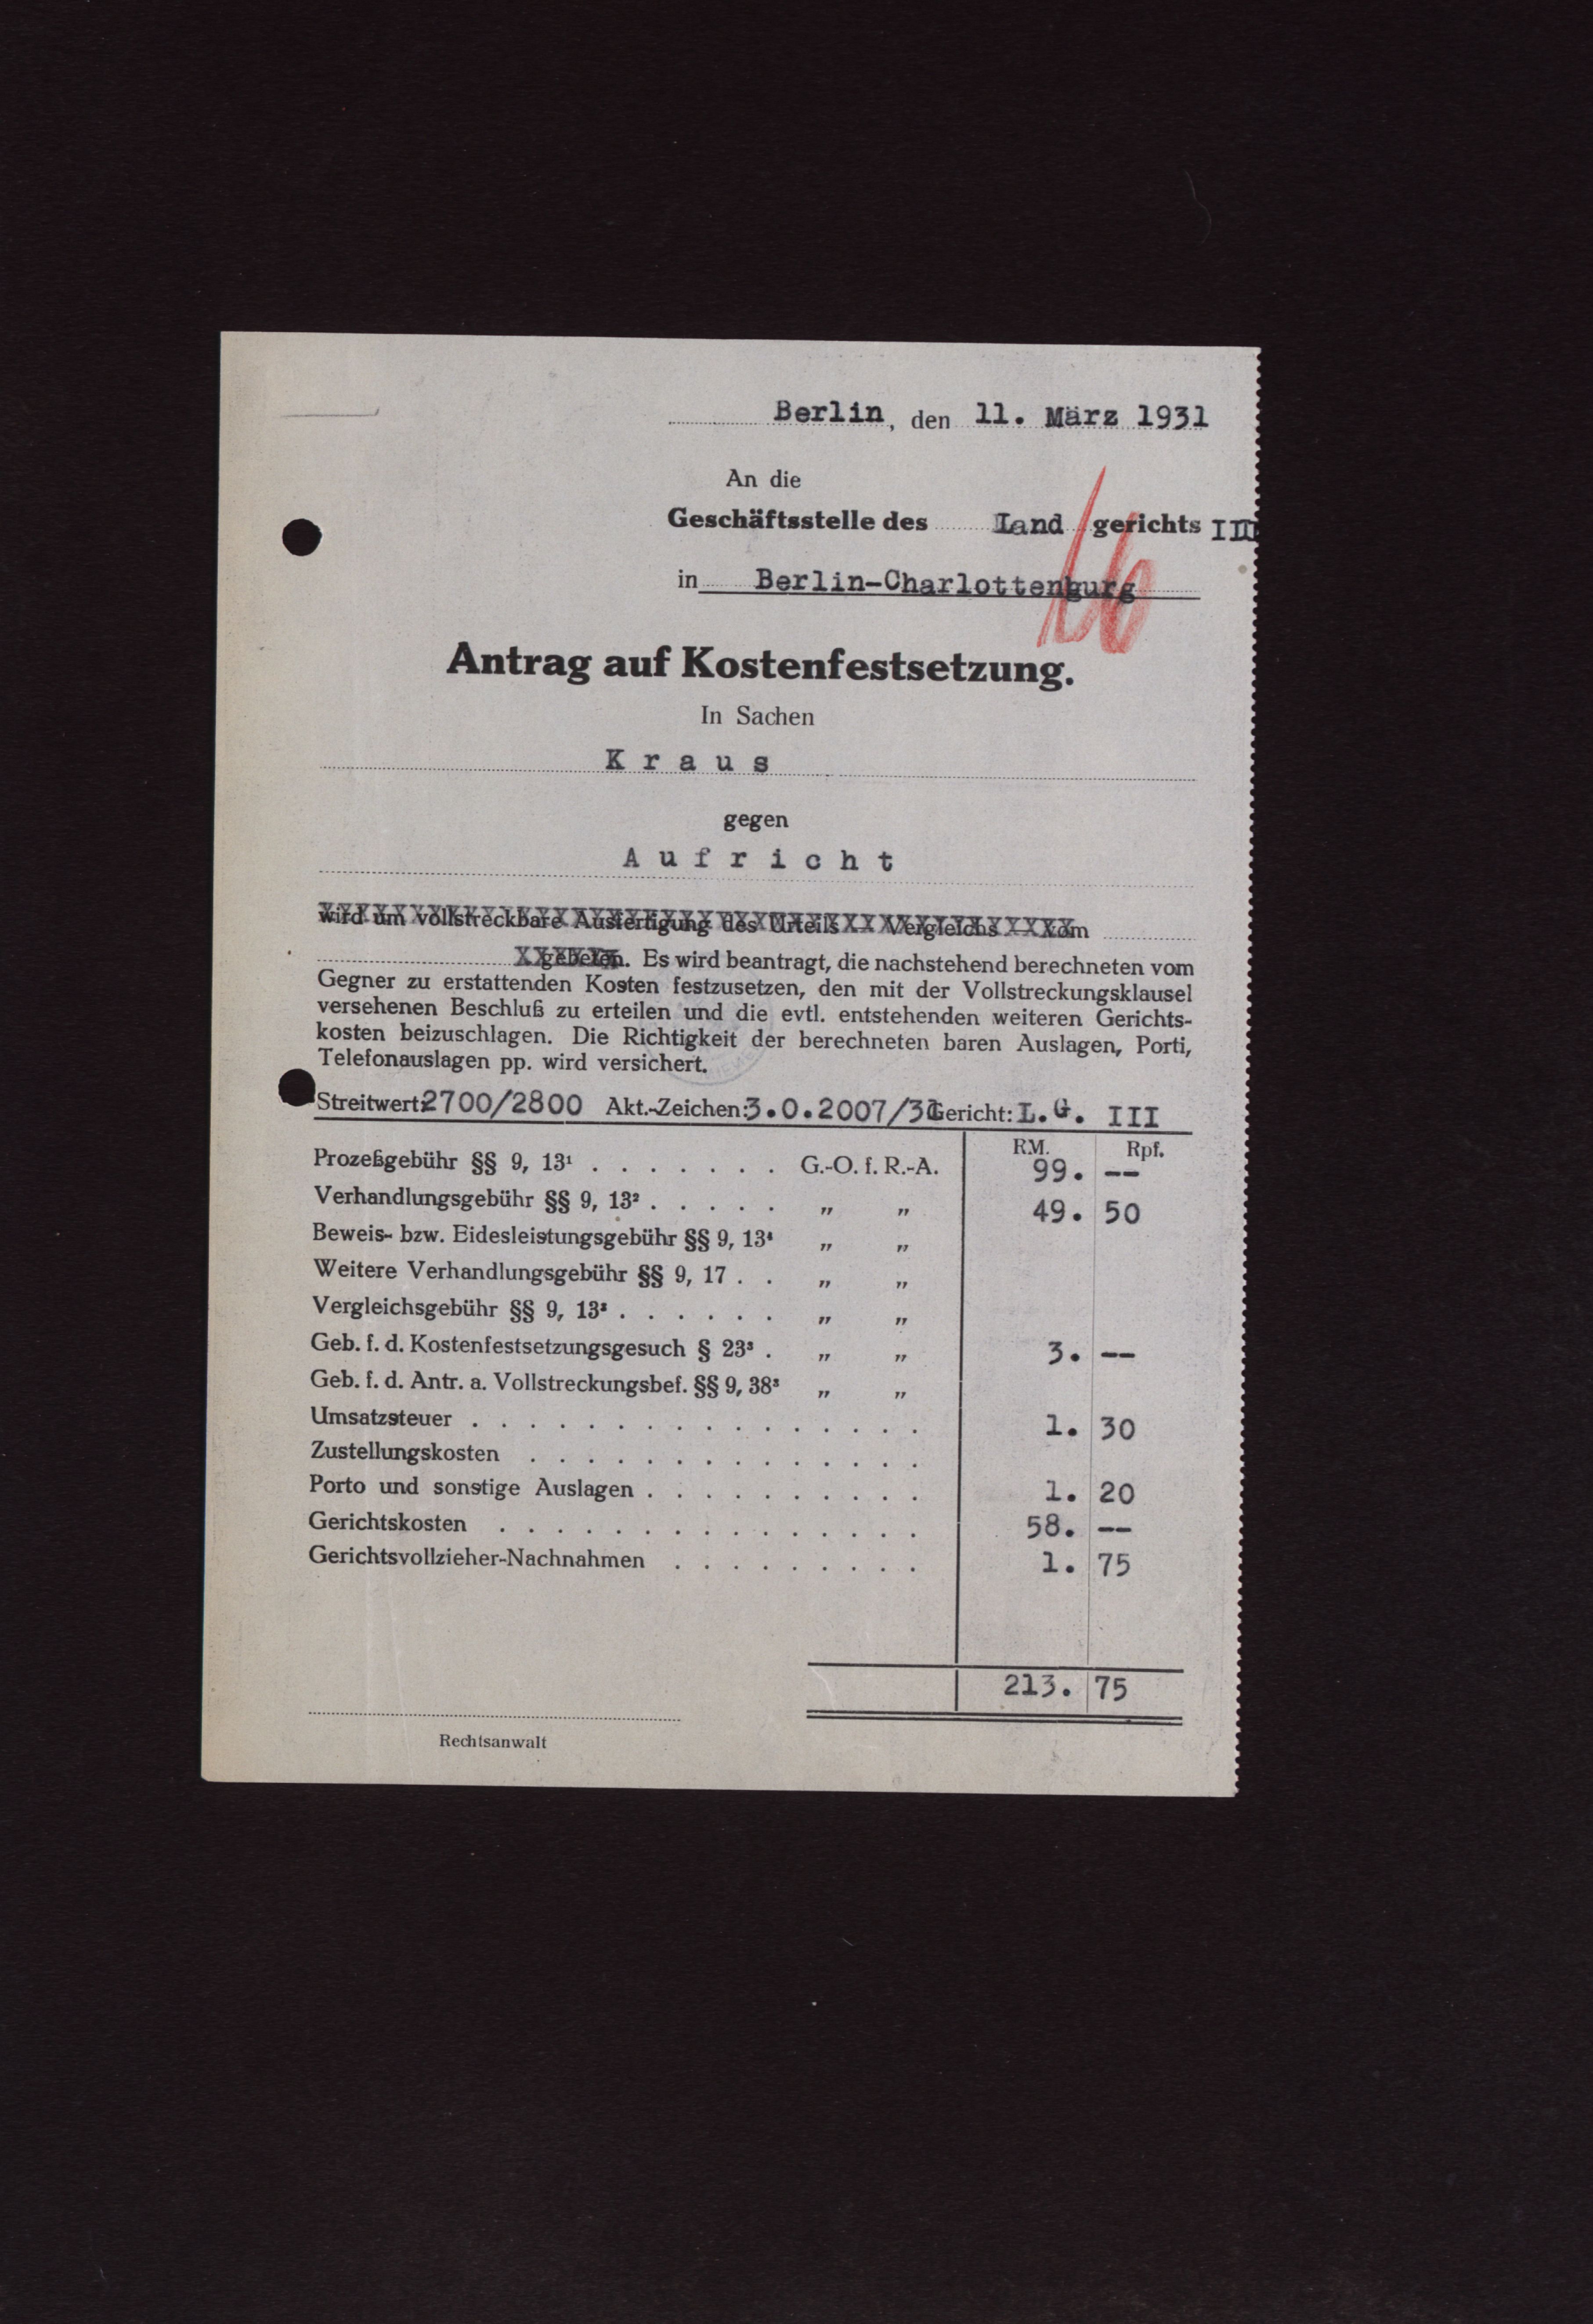 Berlin, den 11. März 1931
An die
Geschäftsstelle des Landgerichts III
in Berlin-Charlottenburg
16
Antrag auf Kostenfestsetzung.
In Sachen
Kraus
gegen
Aufricht
wird um vollstreckbare Ausfertigung des Urteils — Vergleichs — vom
gebeten. Es wird beantragt, die nachstehend berechneten vom
Gegner zu erstattenden Kosten festzusetzen, den mit der Vollstreckungsklausel
versehenen Beschluß zu erteilen und die evtl. entstehenden weiteren Gerichts-
kosten beizuschlagen. Die Richtigkeit der berechneten baren Auslagen, Porti,
Telefonauslagen pp. wird versichert.
Streitwert: 2700/2800 Akt.-Zeichen: 3.O.2007/31 Gericht: L.G. III
RM. Rpf.
Prozeßgebühr §§ 9, 13¹ . . . . . . . G.-O. f. R.-A. 99. --
Verhandlungsgebühr §§ 9, 13² . . . . . „ „ 49. 50
Beweis- bzw. Eidesleistungsgebühr §§ 9, 13⁴ „ „
Weitere Verhandlungsgebühr §§ 9, 17 . . „ „
Vergleichsgebühr §§ 9, 13³ . . . . . . „ „
Geb. f. d. Kostenfestsetzungsgesuch § 23³ . „ „ 3. --
Geb. f. d. Antr. a. Vollstreckungsbef. §§ 9, 38² „ „
Umsatzsteuer . . . . . . . . . . . . . . . . 1. 30
Zustellungskosten . . . . . . . . . . . . . .
Porto und sonstige Auslagen . . . . . . . . . . 1. 20
Gerichtskosten . . . . . . . . . . . . . . . 58. --
Gerichtsvollzieher-Nachnahmen . . . . . . . . . 1. 75
213. 75
Rechtsanwalt